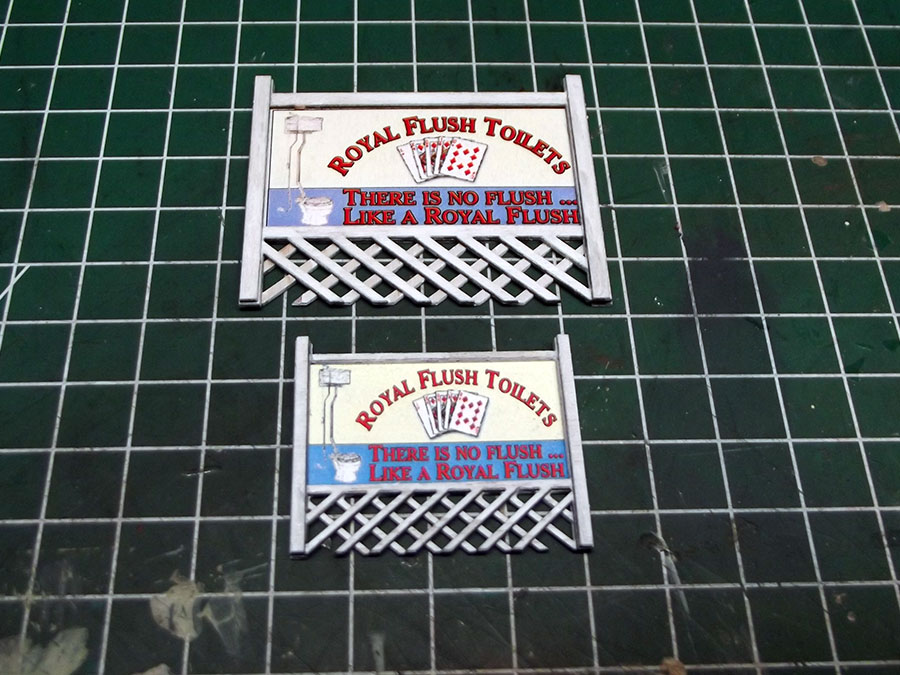 Royal Flush Toilets
There is no flush ...
Like a Royal Flush
Royal Flush Toilets
There is no flush ...
Like a Royal Flush